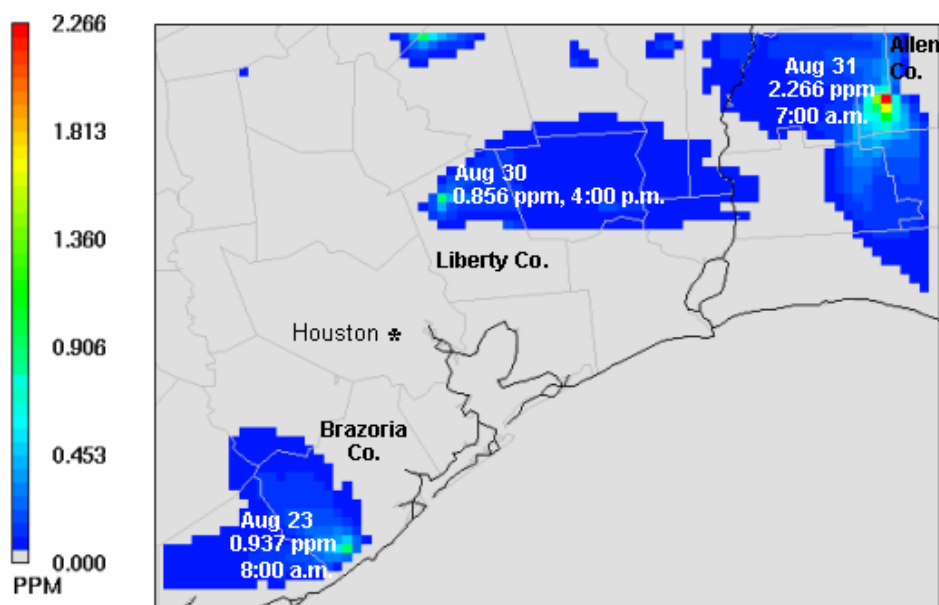 2.266
1.813
1.360
0.906
0.453
0.000
PPM
Allen
Co.
Aug 31
2.266 ppm
7:00 a.m.
Aug 30
0.856 ppm, 4:00 p.m.
Liberty Co.
Houston *
Brazoria
Co.
Aug 23
0.937 ppm
8:00 a.m.